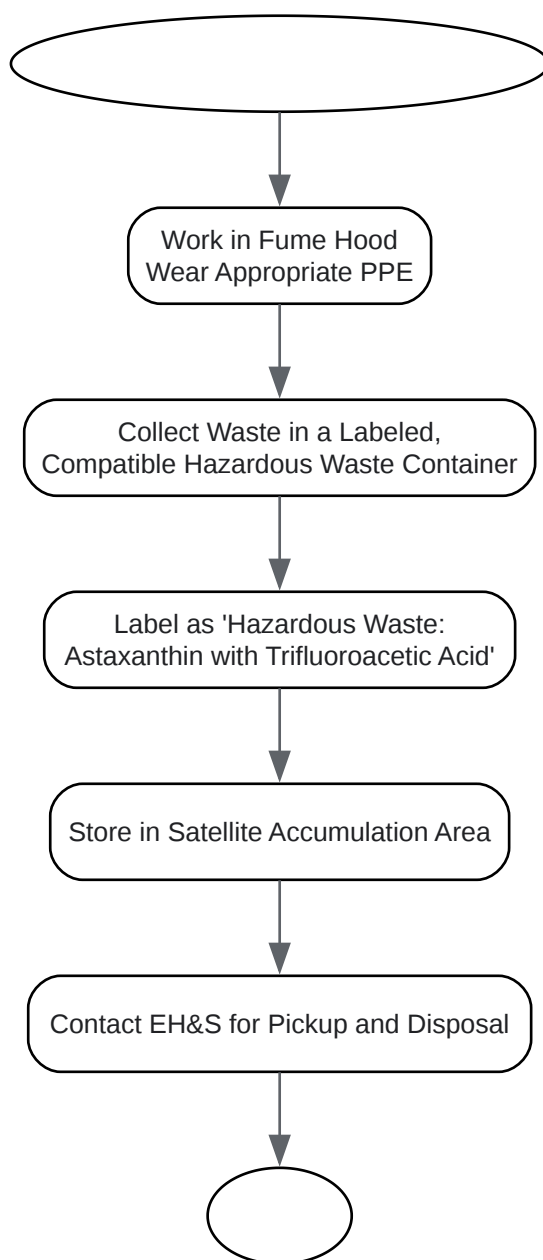 Work in Fume Hood
Wear Appropriate PPE
Collect Waste in a Labeled,
Compatible Hazardous Waste Container
Label as 'Hazardous Waste:
Astaxanthin with Trifluoroacetic Acid'
Store in Satellite Accumulation Area
Contact EH&S for Pickup and Disposal